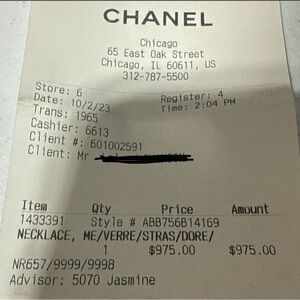 CHANEL
Chicago
65 East Oak Street
Chicago, IL 60611, US
312-787-5500
Store: 6
Date: 10/2/23 Register: 4
Trans: 1965 Time: 2:04 PM
Cashier: 6613
Client #: 601002591
Client: Mr
Item Qty Price Amount
1433391 Style # ABB756B14169
NECKLACE, ME/VERRE/STRAS/DORE/
$975.00 $975.00
NR657/9999/9998
Advisor: 5070 Jasmine